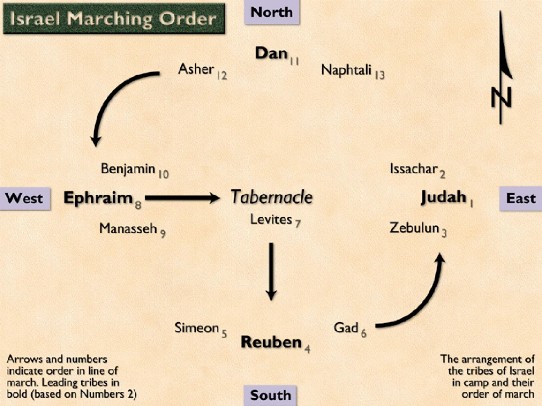 Israel Marching Order
North
Dan 11
Asher 12
Naphtali 13
N
Benjamin 10
Issachar 2
West
Ephraim 8
Tabernacle
Judah 1
East
Levites 7
Manasseh 9
Zebulun 3
Simeon 5
Gad 6
Reuben 4
Arrows and numbers
indicate order in line of
march. Leading tribes in
bold (based on Numbers 2)
The arrangement of
the tribes of Israel
in camp and their
order of march
South